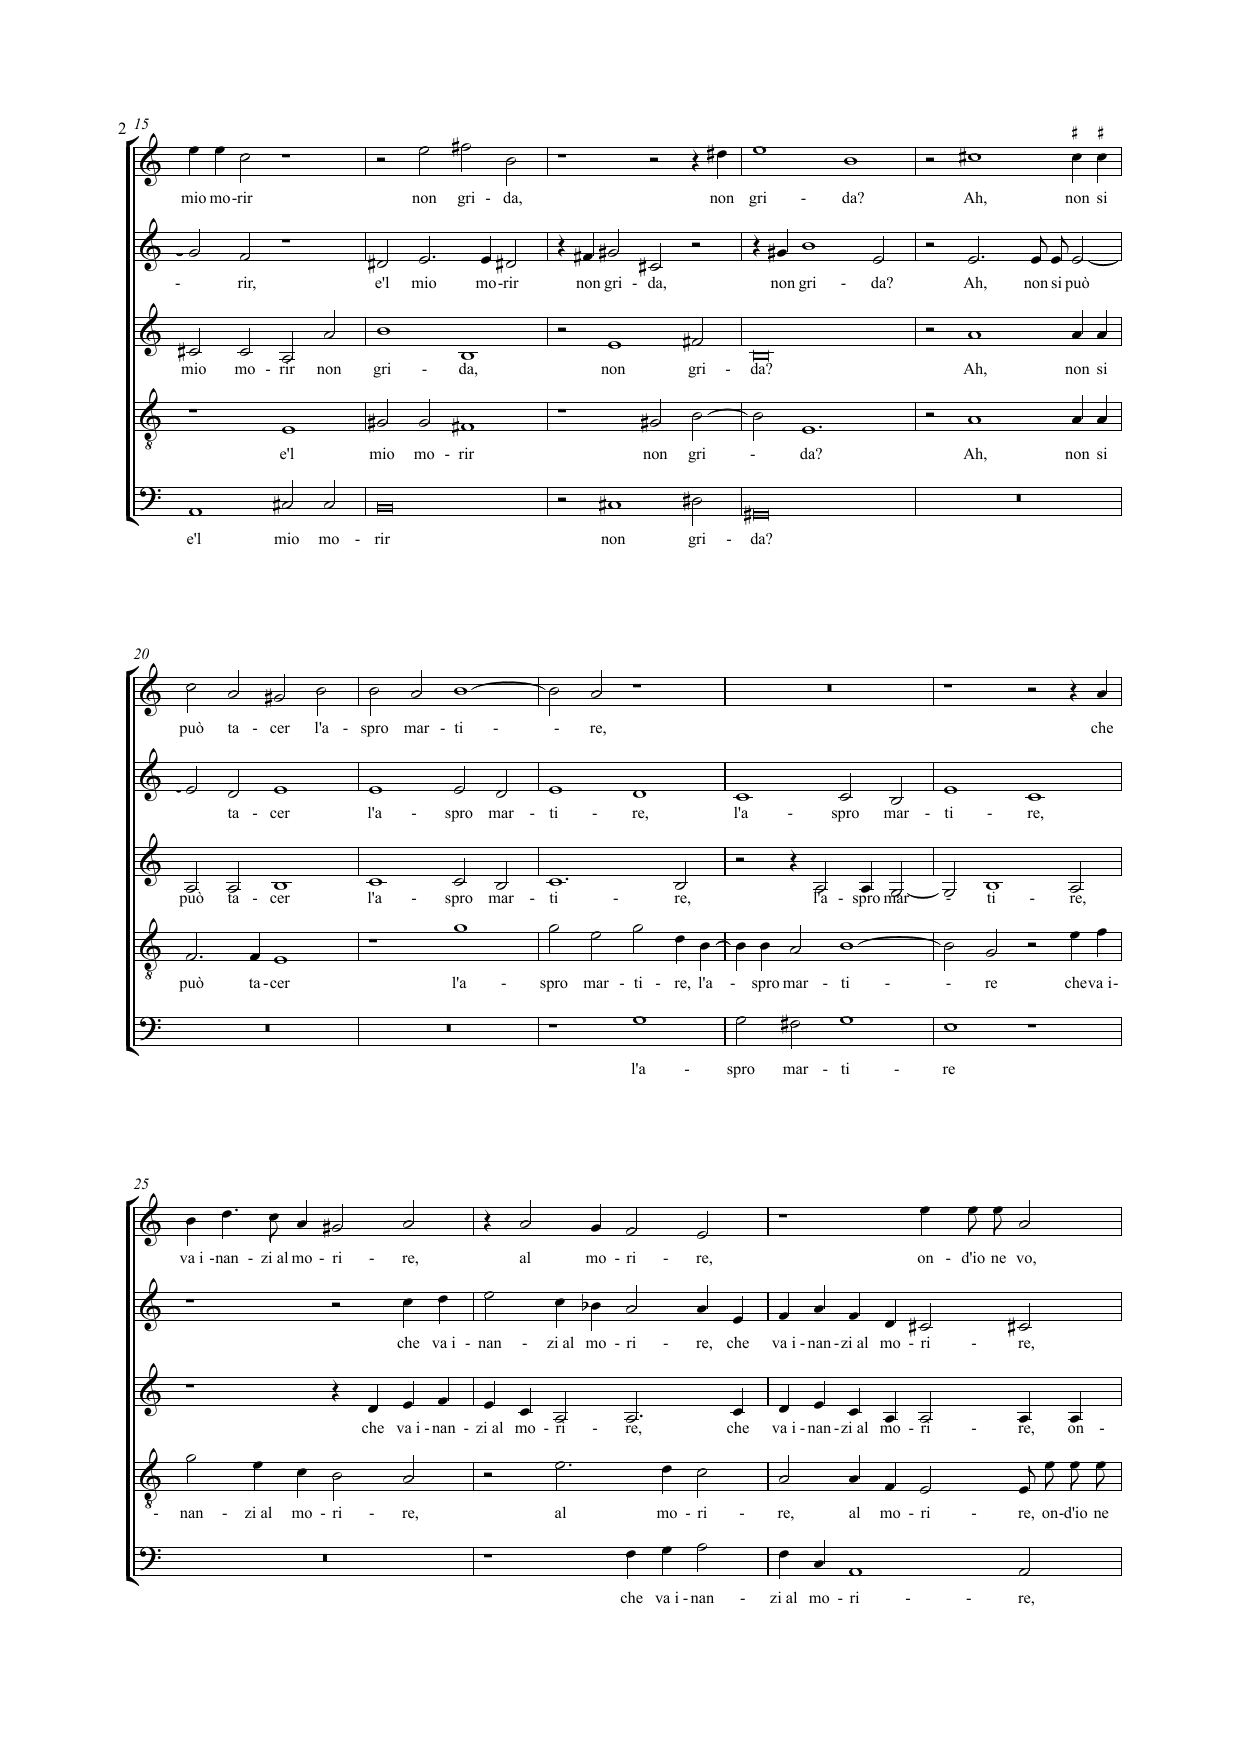 2 15
mio mo-rir non gri - da, non gri - da? Ah, non si
- rir, e'l mio mo-rir non gri - da, non gri - da? Ah, non si può
mio mo - rir non gri - da, non gri - da? Ah, non si
e'l mio mo - rir non gri - da? Ah, non si
e'l mio mo - rir non gri - da?
20
può ta - cer l'a - spro mar - ti - - re, che
ta - cer l'a - spro mar - ti - re, l'a - spro mar - ti - re,
può ta - cer l'a - spro mar - ti - re, l'a - spro mar - ti - re,
può ta - cer l'a - spro mar - ti - re, l'a - spro mar - ti - - re che va i-
l'a - spro mar - ti - re
25
va i - nan - zi al mo - ri - re, al mo - ri - re, on - d'io ne vo,
che va i - nan - zi al mo - ri - re, che va i - nan - zi al mo - ri - re,
che va i - nan - zi al mo - ri - re, che va i - nan - zi al mo - ri - re, on -
- nan - zi al mo - ri - re, al mo - ri - re, al mo - ri - re, on-d'io ne
che va i - nan - zi al mo - ri - - re,